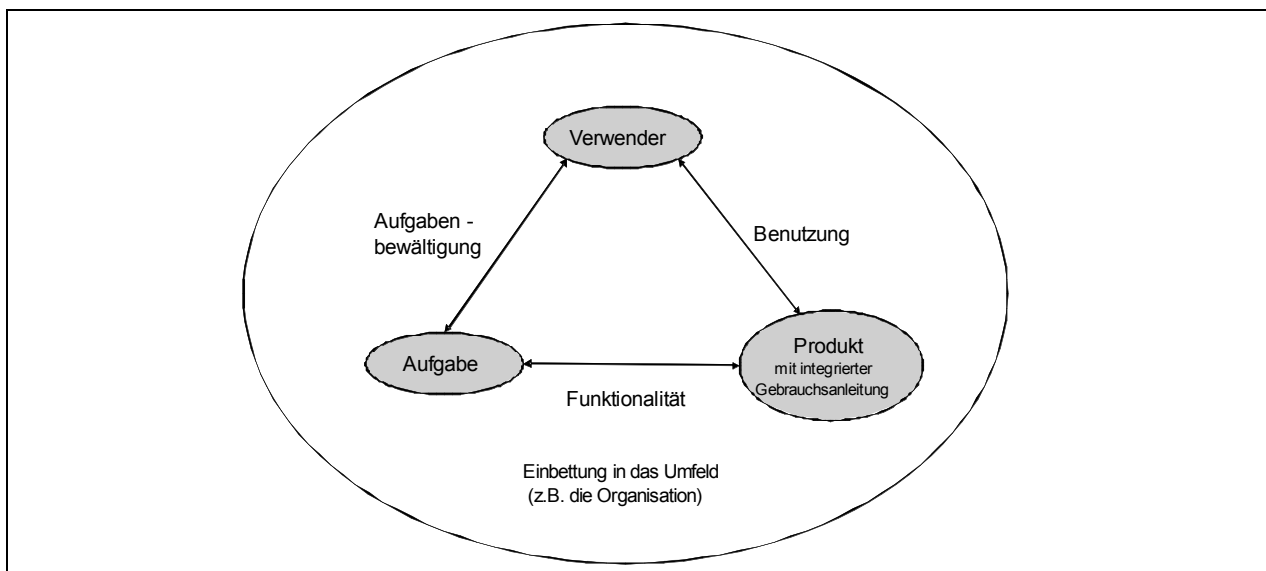 Verwender
Aufgaben -
bewältigung
Benutzung
Aufgabe
Produkt
mit integrierter
Gebrauchsanleitung
Funktionalität
Einbettung in das Umfeld
(z.B. die Organisation)